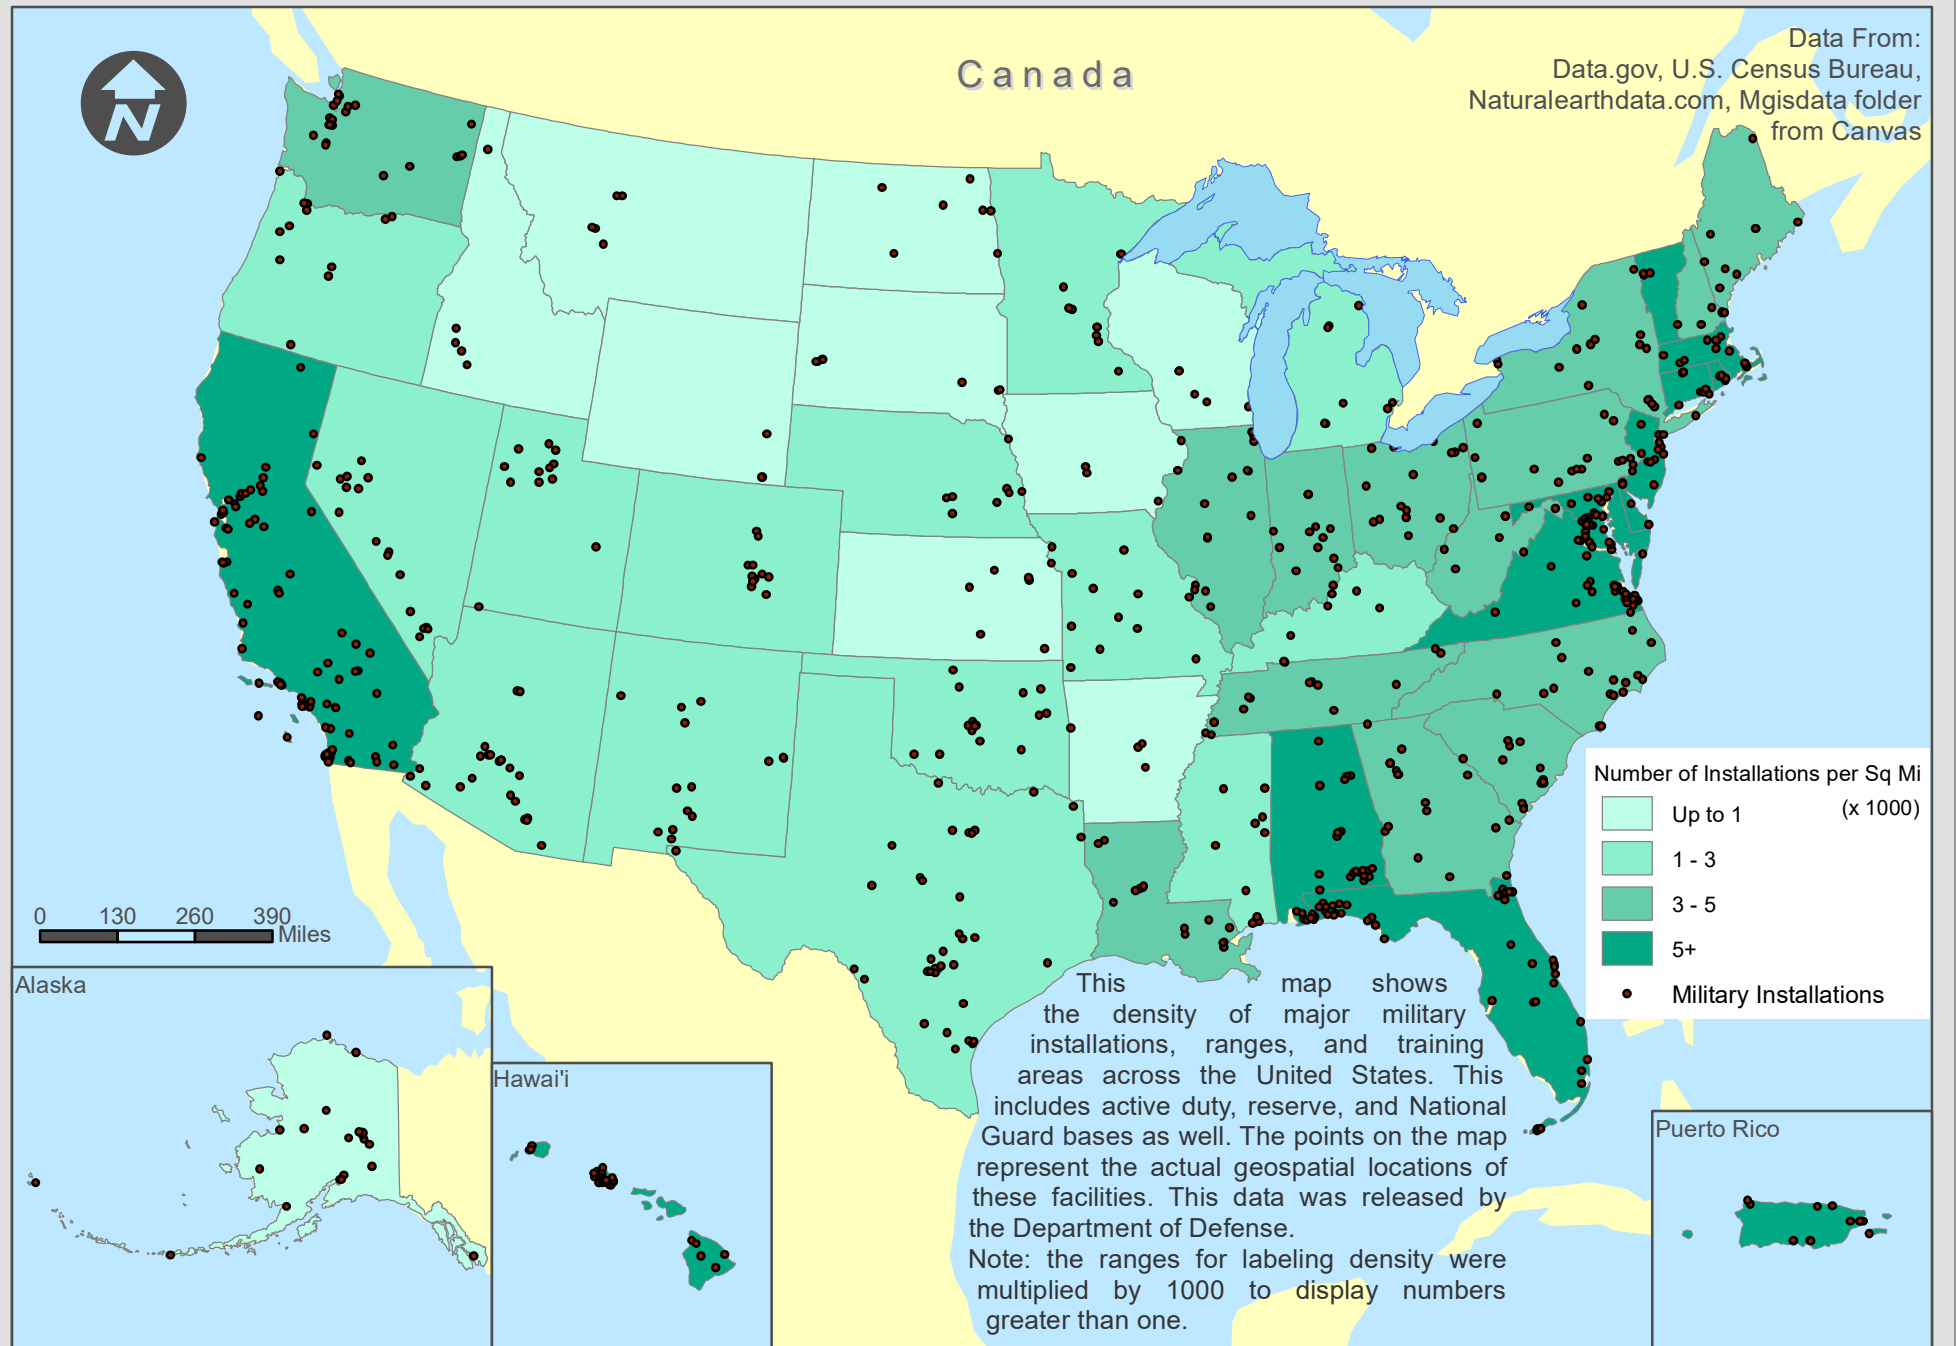 N
Canada
Data From:
Data.gov, U.S. Census Bureau,
Naturalearthdata.com, Mgisdata folder
from Canvas
Number of Installations per Sq Mi
(x 1000)
Up to 1
1 - 3
3 - 5
5+
Military Installations
0 130 260 390
Miles
Alaska
Hawai'i
This map shows
the density of major military
installations, ranges, and training
areas across the United States. This
includes active duty, reserve, and National
Guard bases as well. The points on the map
represent the actual geospatial locations of
these facilities. This data was released by
the Department of Defense.
Note: the ranges for labeling density were
multiplied by 1000 to display numbers
greater than one.
Puerto Rico